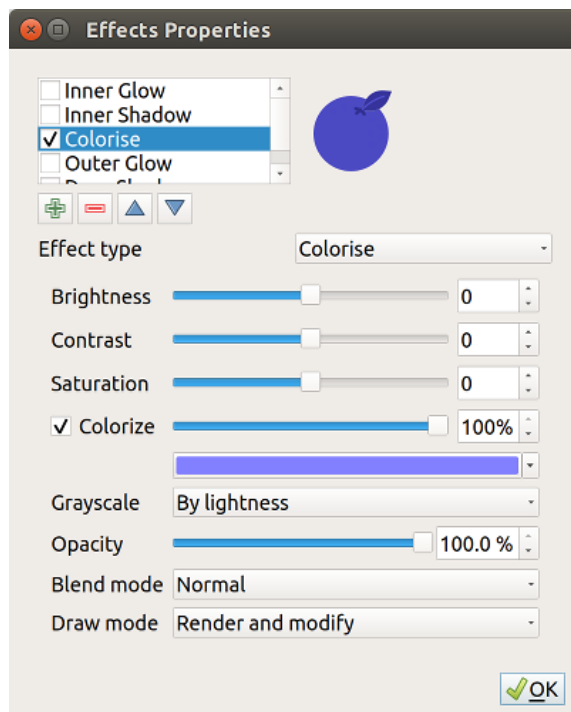 Effects Properties
Inner Glow
Inner Shadow
Colorise
Outer Glow
Effect type Colorise
Brightness 0
Contrast 0
Saturation 0
Colorize 100%
Grayscale By lightness
Opacity 100.0 %
Blend mode Normal
Draw mode Render and modify
OK